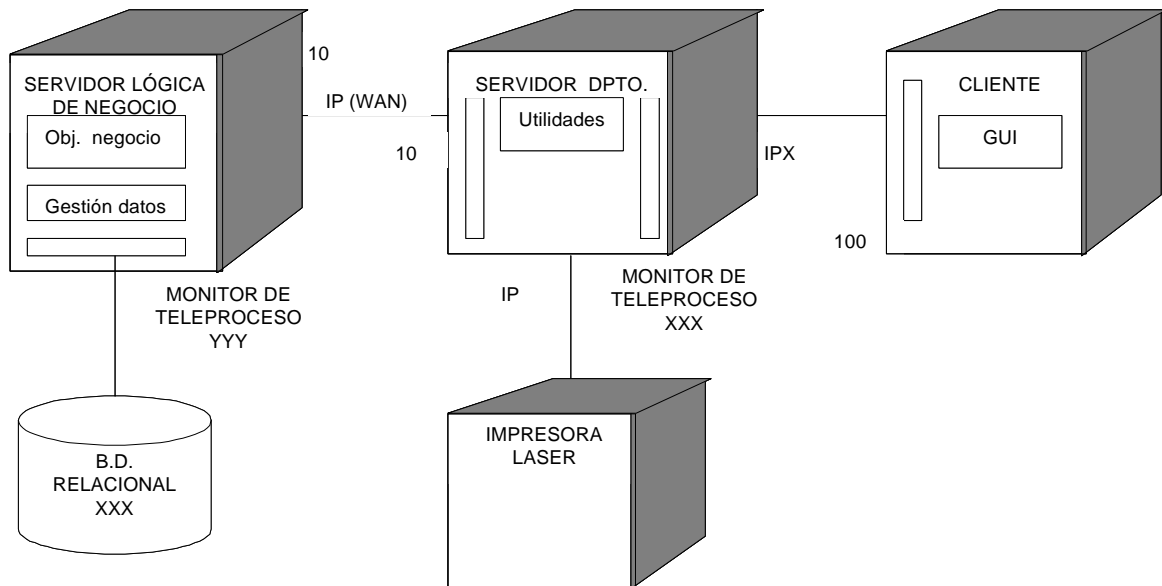 SERVIDOR LÓGICA
DE NEGOCIO
Obj. negocio
Gestión datos
10
IP (WAN)
10
SERVIDOR DPTO.
Utilidades
IPX
100
CLIENTE
GUI
MONITOR DE
TELEPROCESO
YYY
IP
MONITOR DE
TELEPROCESO
XXX
B.D.
RELACIONAL
XXX
IMPRESORA
LASER